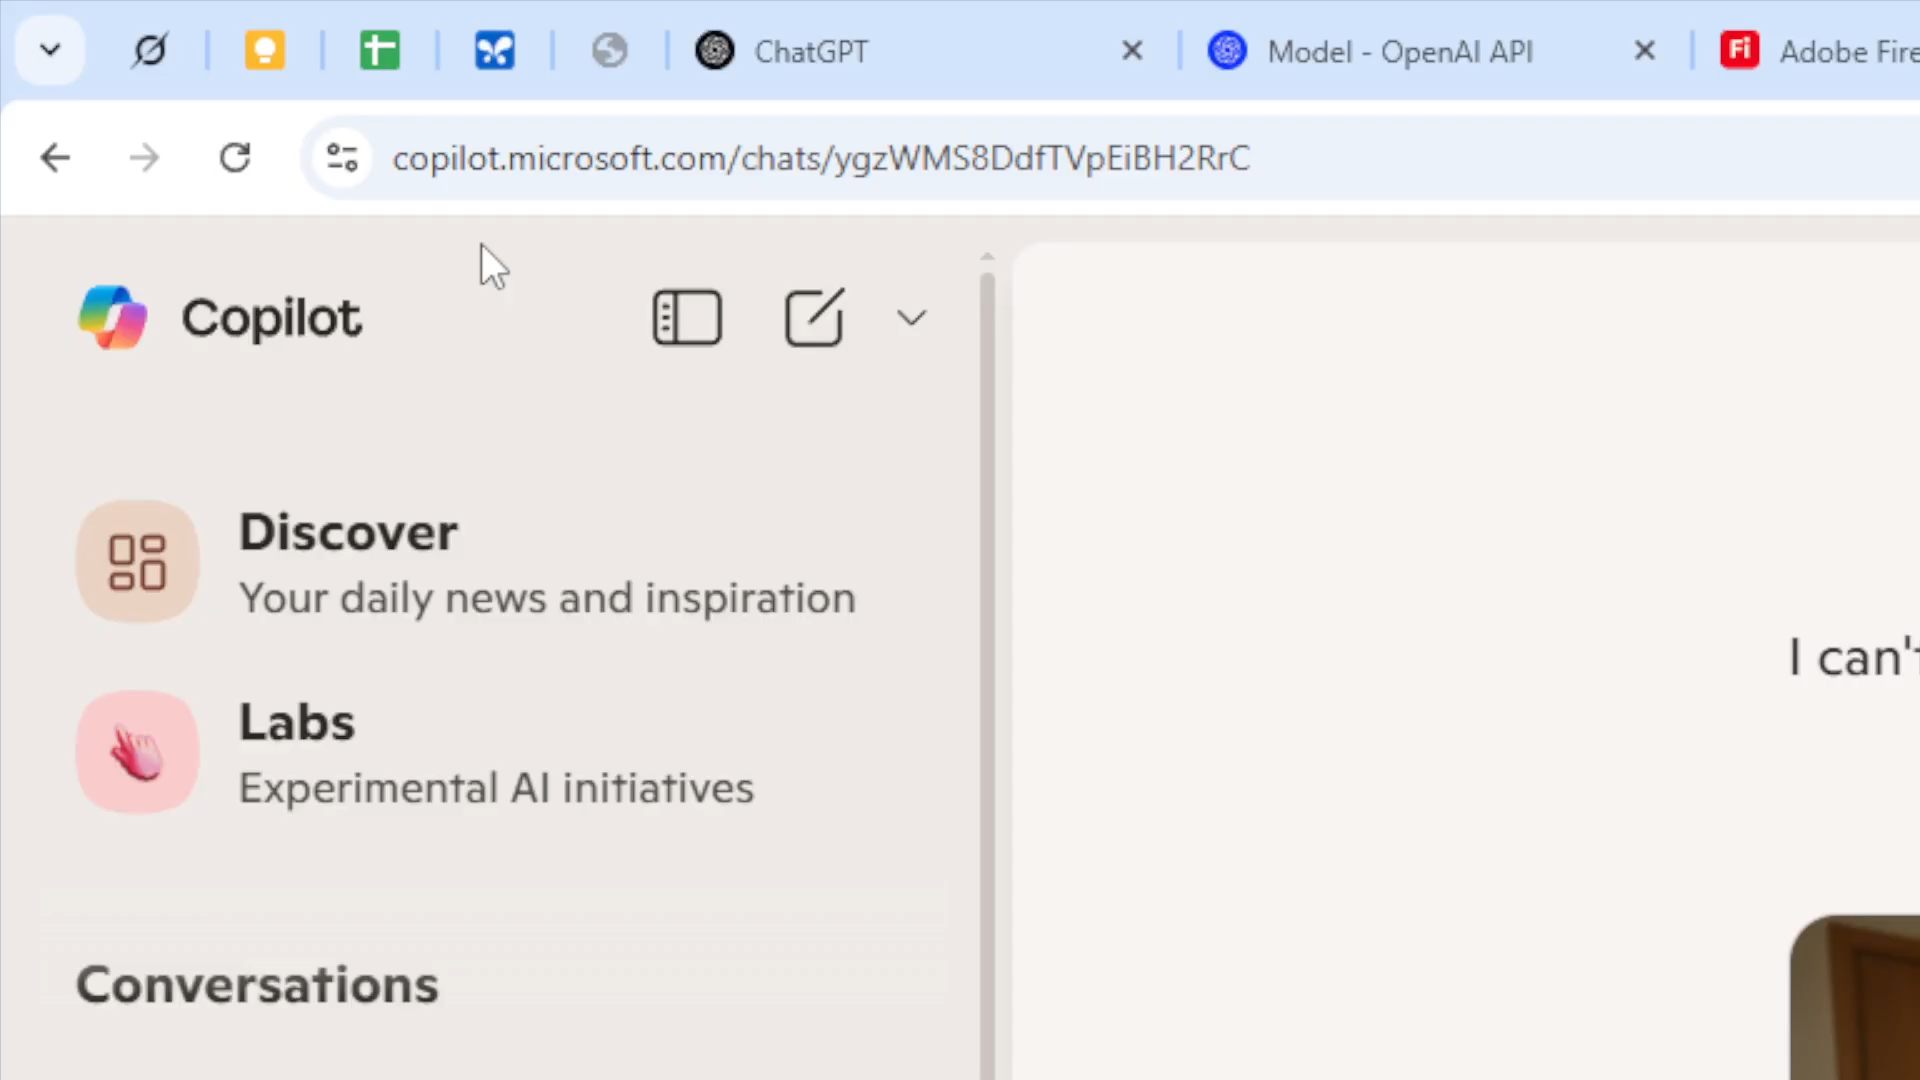 ChatGPT
Model - OpenAI API
Fi
Adobe Fire
copilot.microsoft.com/chats/ygzWMS8DdfTVpEiBH2RrC
Copilot
Discover
Your daily news and inspiration
I can't
Labs
Experimental AI initiatives
Conversations